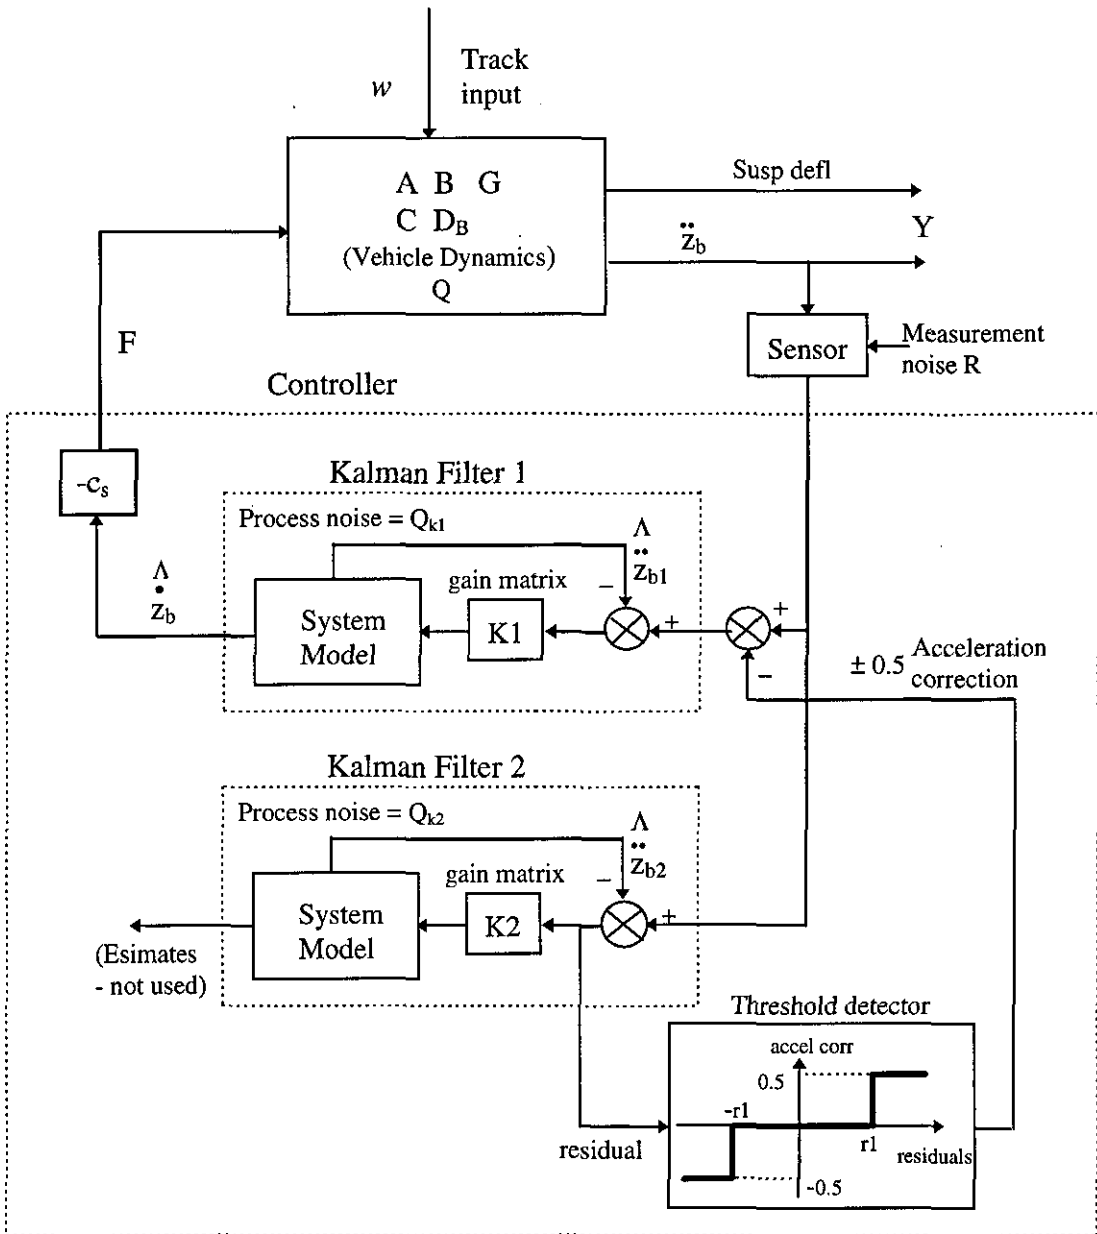 w
Track
input
A B G
C D_B
(Vehicle Dynamics)
Q
Susp defl
z̈_b
Y
F
Sensor
Measurement
noise R
Controller
-c_s
Kalman Filter 1
Process noise = Q_k1
Λ
z̈_b1
gain matrix
−
System
Model
K1
+
+
−
Λ
ż_b
± 0.5
Acceleration
correction
Kalman Filter 2
Process noise = Q_k2
Λ
z̈_b2
gain matrix
−
System
Model
K2
+
(Esimates
- not used)
Threshold detector
accel corr
0.5
-r1
r1
residuals
-0.5
residual